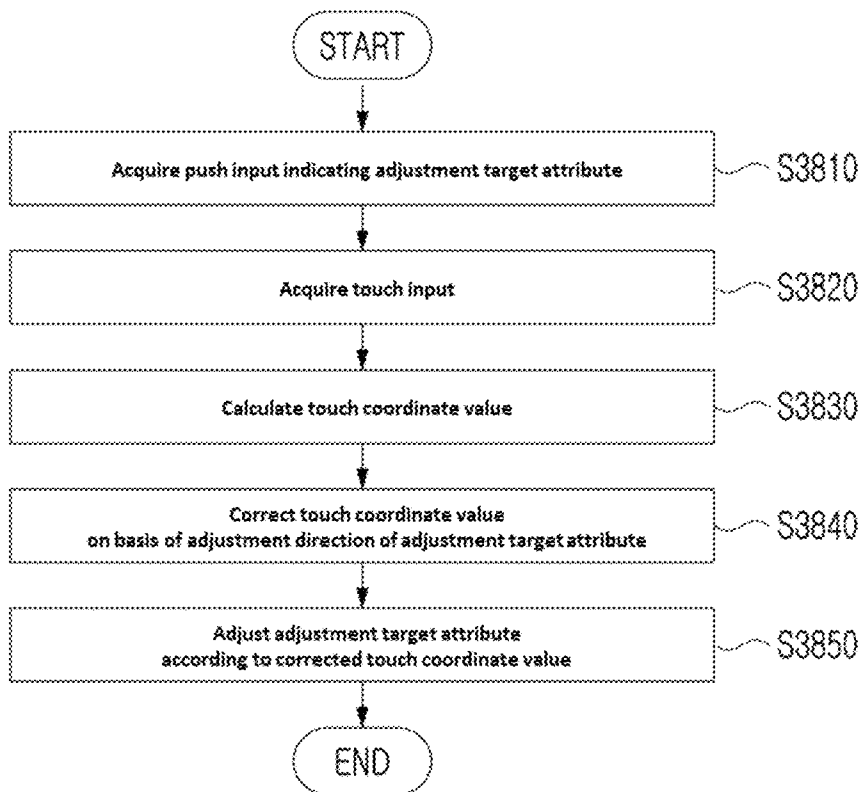 START
Acquire push input indicating adjustment target attribute
S3810
Acquire touch input
S3820
Calculate touch coordinate value
S3830
Correct touch coordinate value
on basis of adjustment direction of adjustment target attribute
S3840
Adjust adjustment target attribute
according to corrected touch coordinate value
S3850
END